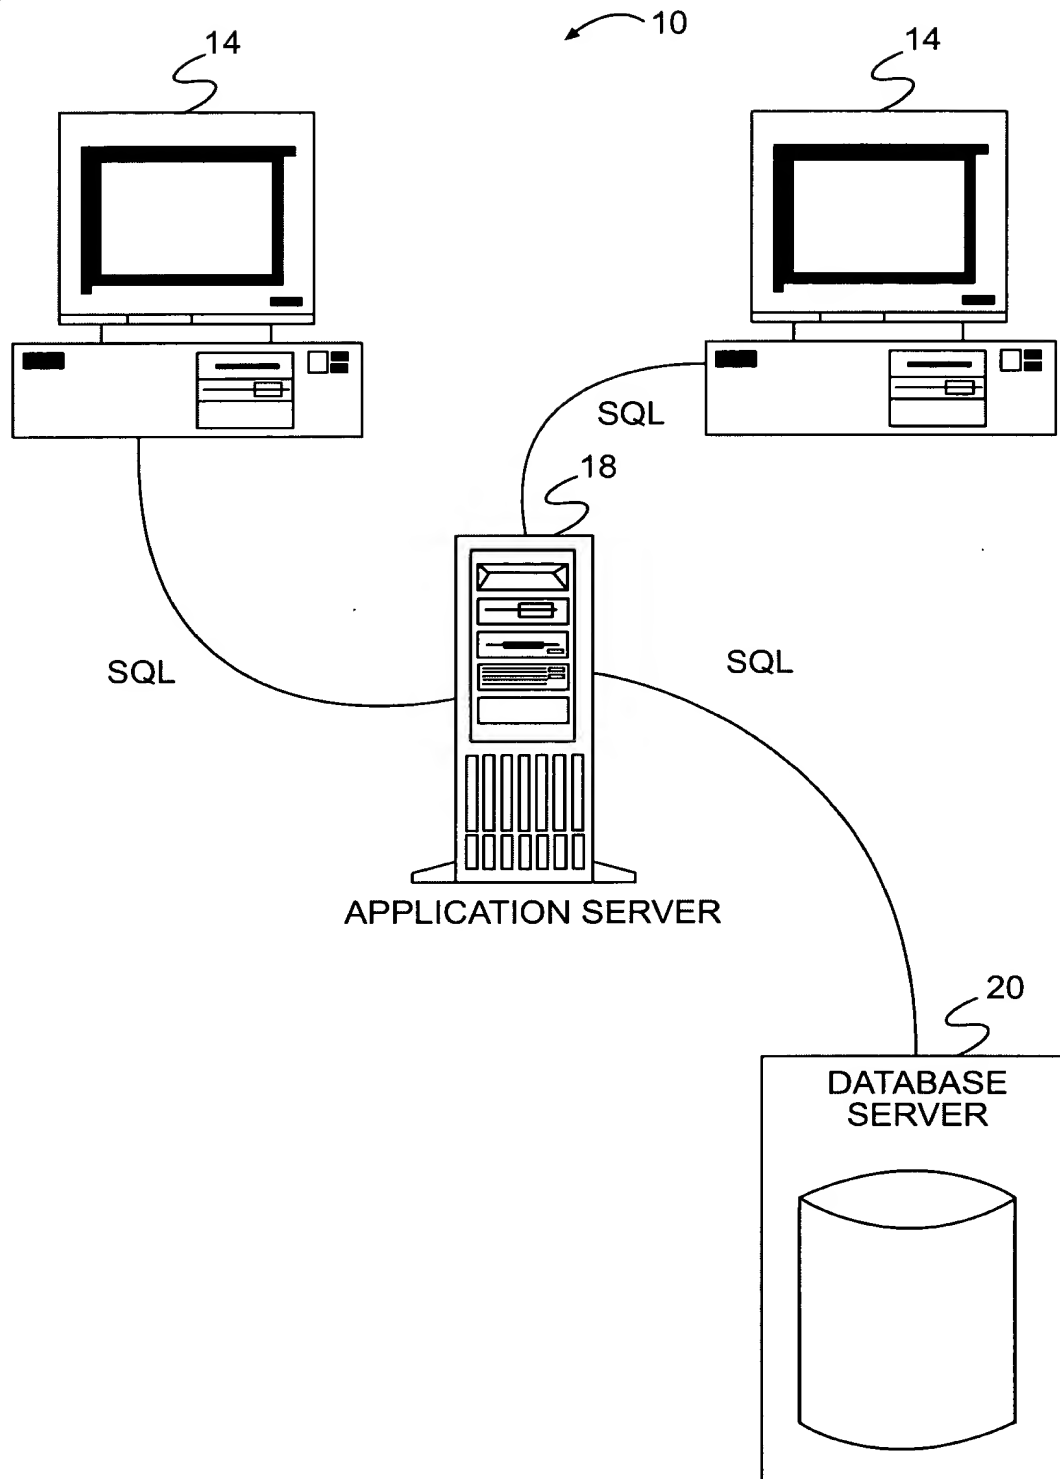 10
14
14
SQL
18
SQL
SQL
APPLICATION SERVER
20
DATABASE
SERVER